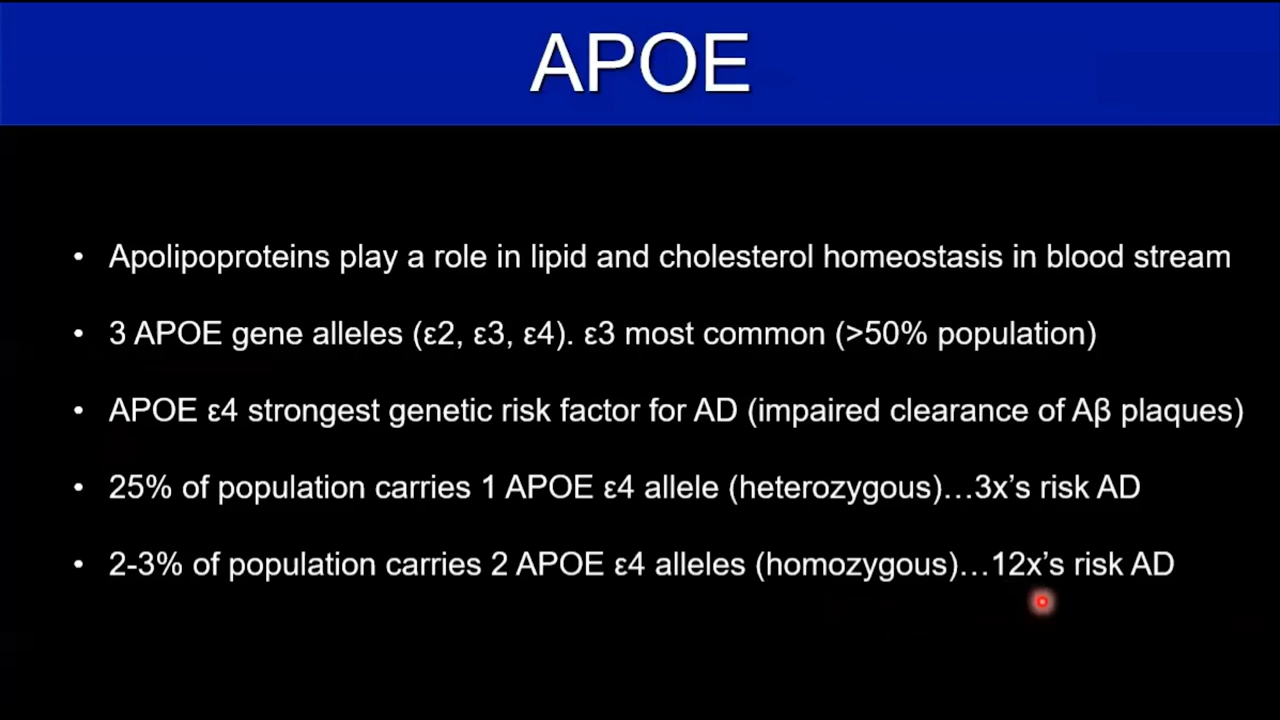 APOE
• Apolipoproteins play a role in lipid and cholesterol homeostasis in blood stream
• 3 APOE gene alleles (ε2, ε3, ε4). ε3 most common (>50% population)
• APOE ε4 strongest genetic risk factor for AD (impaired clearance of Aβ plaques)
• 25% of population carries 1 APOE ε4 allele (heterozygous)…3x’s risk AD
• 2-3% of population carries 2 APOE ε4 alleles (homozygous)…12x’s risk AD